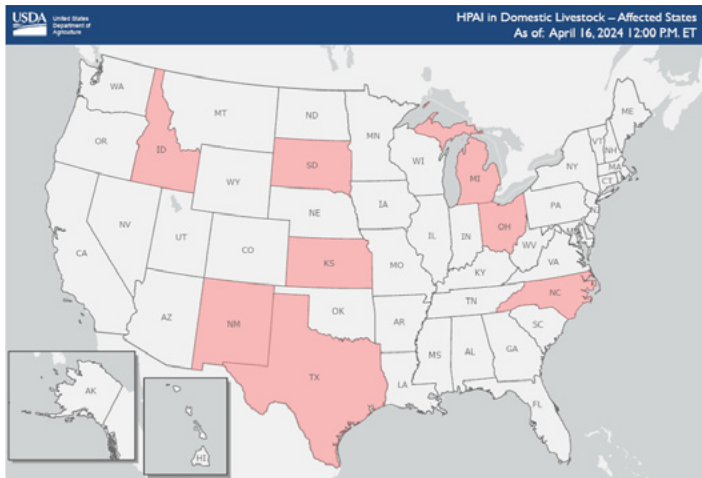 USDA
United States
Department of
Agriculture
HPAI in Domestic Livestock – Affected States
As of: April 16, 2024 12:00 P.M. ET
WA
MT
ND
MN
ME
OR
ID
SD
WI
MI
VT
NH
NY
MA
CT
WY
IA
PA
NJ
NE
NV
UT
CO
IL
IN
OH
WV
MD
VA
CA
KS
MO
KY
NC
TN
AZ
NM
OK
AR
SC
MS
AL
GA
TX
LA
FL
AK
HI